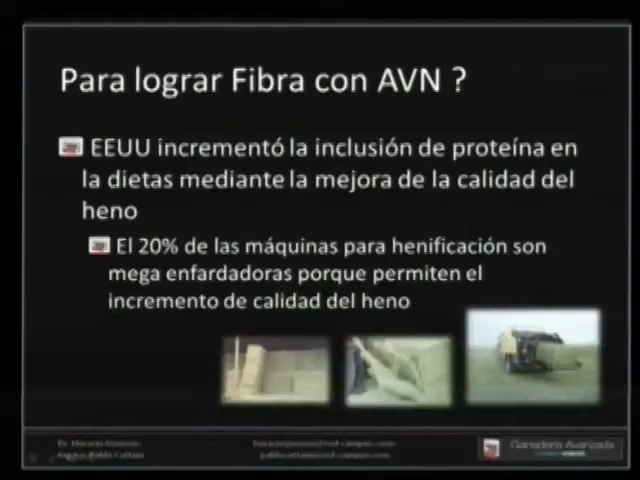 Para lograr Fibra con AVN ?
EEUU incrementó la inclusión de proteína en
la dietas mediante la mejora de la calidad del
heno
El 20% de las máquinas para henificación son
mega enfardadoras porque permiten el
incremento de calidad del heno
Ganadería Avanzada